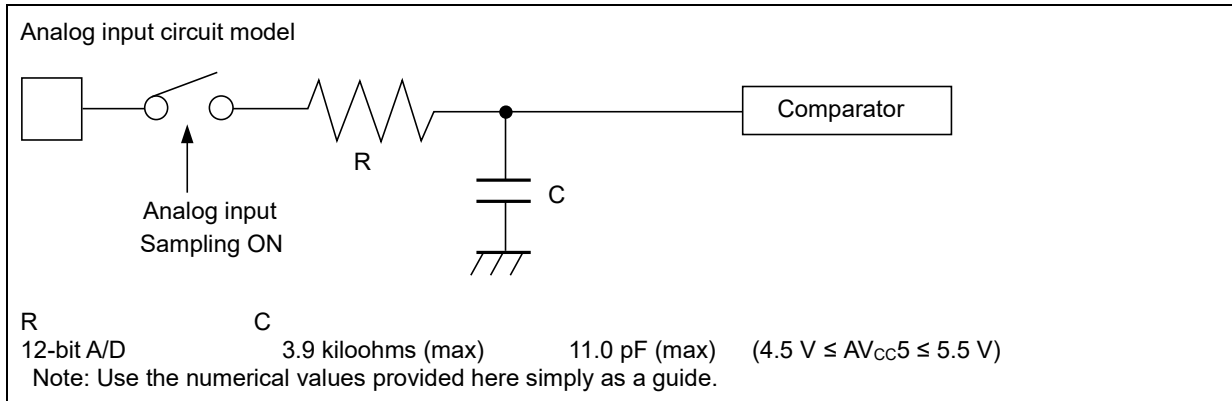 Analog input circuit model
Comparator
R
C
Analog input
Sampling ON
R C
12-bit A/D 3.9 kiloohms (max) 11.0 pF (max) (4.5 V ≤ AVCC5 ≤ 5.5 V)
Note: Use the numerical values provided here simply as a guide.